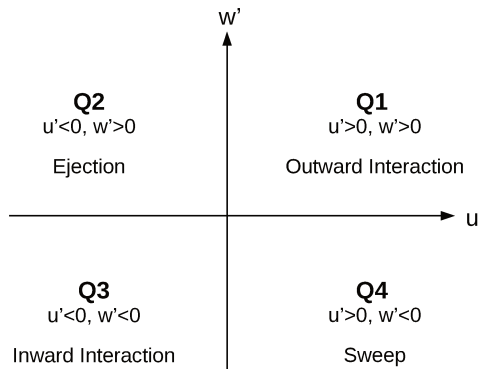 w’
Q2
u’<0, w’>0
Ejection
Q1
u’>0, w’>0
Outward Interaction
u
Q3
u’<0, w’<0
Inward Interaction
Q4
u’>0, w’<0
Sweep